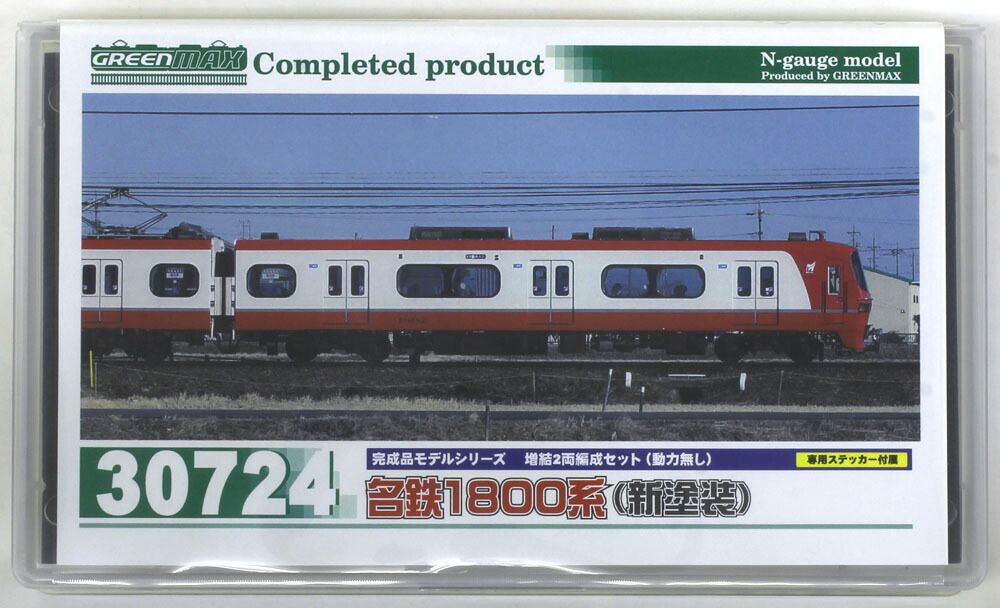 GREENMAX
Completed product
N-gauge model
Produced by GREENMAX
30724
完成品モデルシリーズ 増結2両編成セット(動力無し)
専用ステッカー付属
名鉄1800系(新塗装)